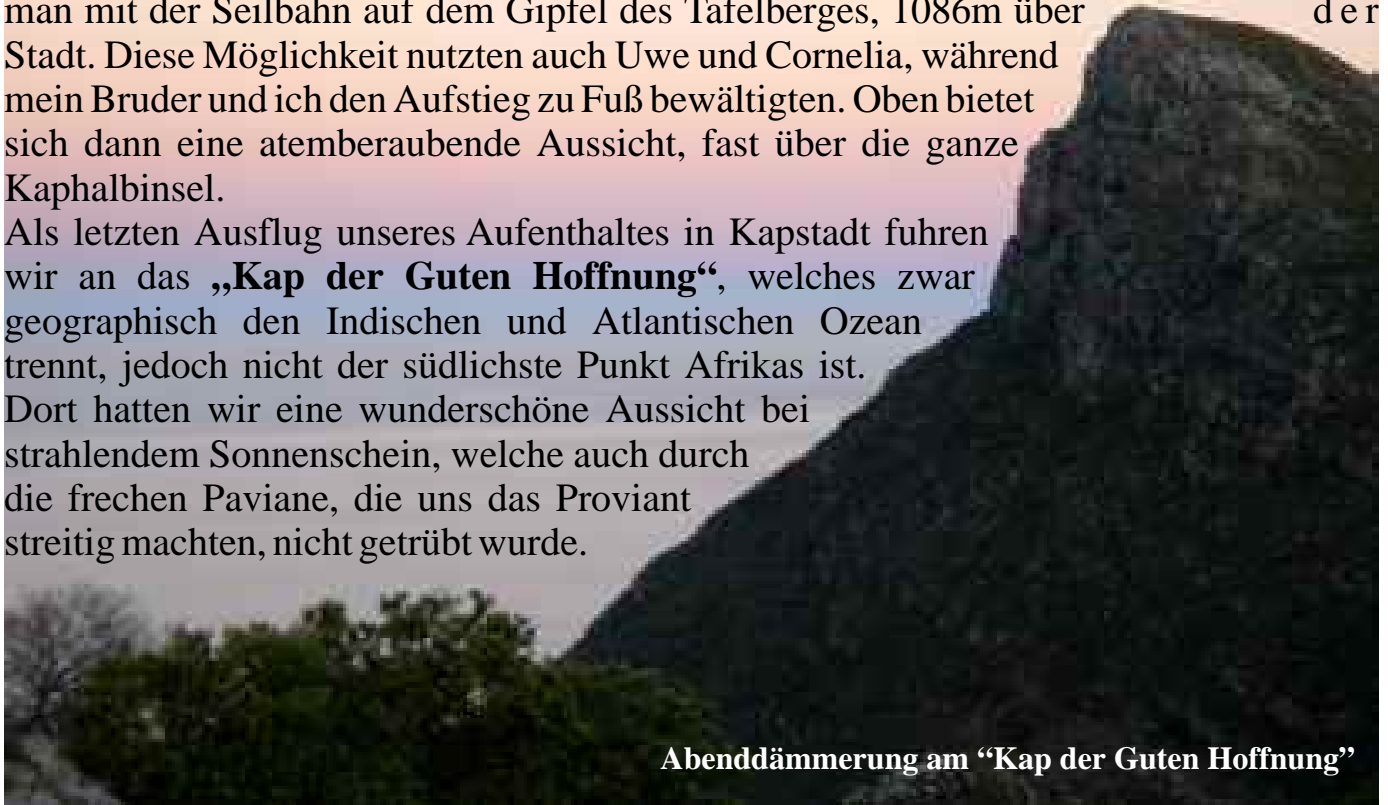 man mit der Seilbahn auf dem Gipfel des Tafelberges, 1086m über der
Stadt. Diese Möglichkeit nutzten auch Uwe und Cornelia, während
mein Bruder und ich den Aufstieg zu Fuß bewältigten. Oben bietet
sich dann eine atemberaubende Aussicht, fast über die ganze
Kaphalbinsel.
Als letzten Ausflug unseres Aufenthaltes in Kapstadt fuhren
wir an das „Kap der Guten Hoffnung“, welches zwar
geographisch den Indischen und Atlantischen Ozean
trennt, jedoch nicht der südlichste Punkt Afrikas ist.
Dort hatten wir eine wunderschöne Aussicht bei
strahlendem Sonnenschein, welche auch durch
die frechen Paviane, die uns das Proviant
streitig machten, nicht getrübt wurde.
Abenddämmerung am “Kap der Guten Hoffnung”